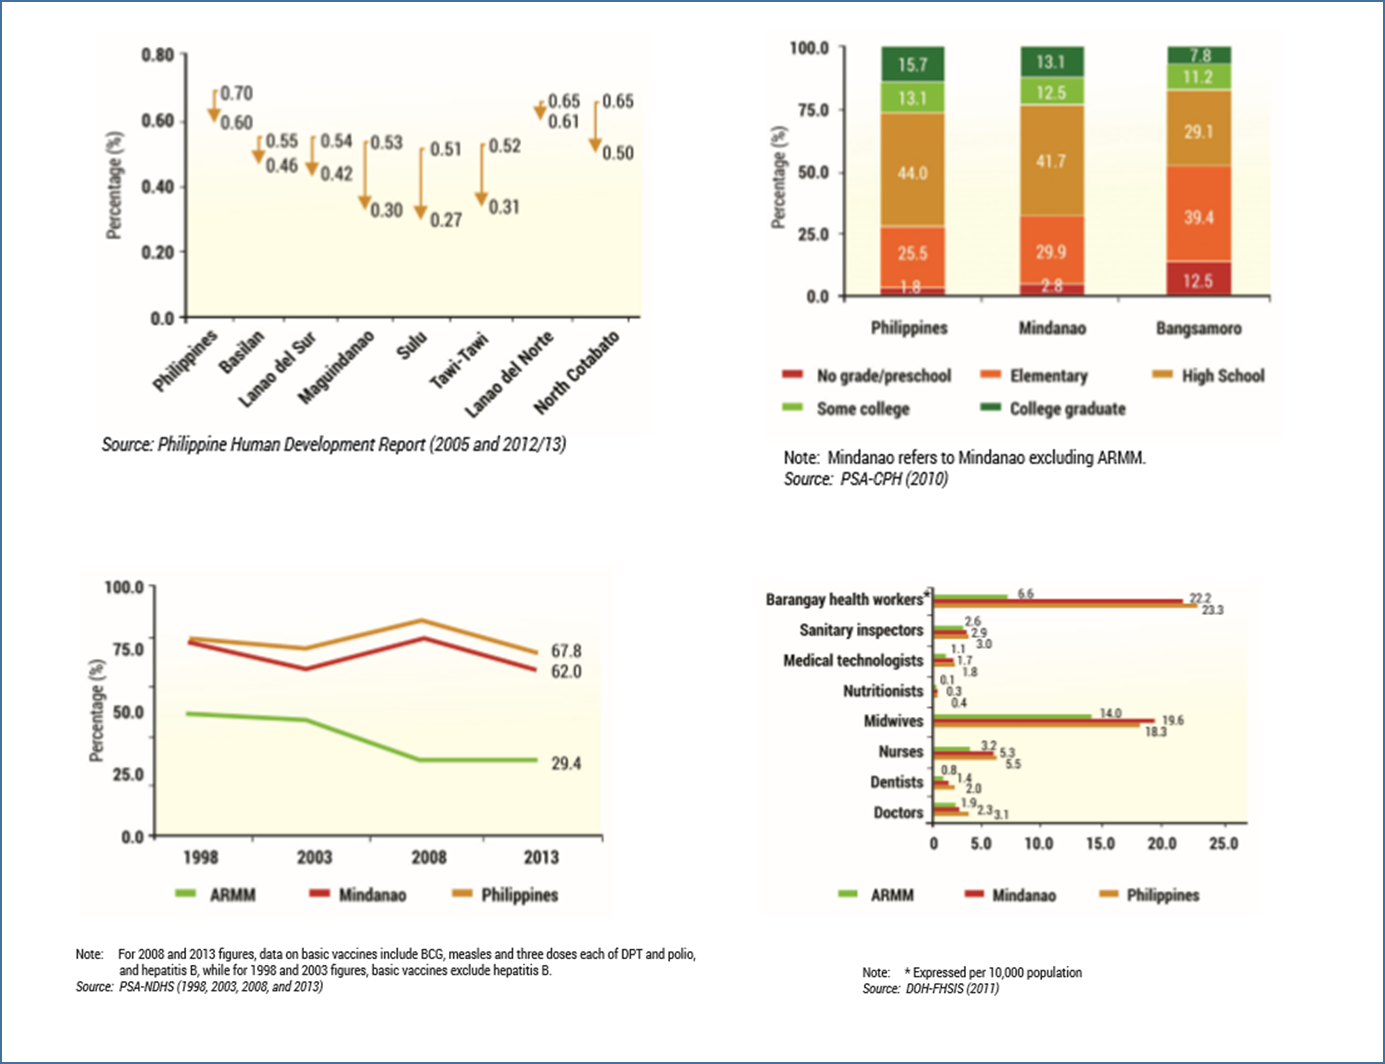 0.80
0.60
0.40
0.20
0.0
Percentage (%)
0.70
0.60
0.55
0.46
0.54
0.42
0.53
0.30
0.51
0.27
0.52
0.31
0.65
0.61
0.65
0.50
Philippines
Basilan
Lanao del Sur
Maguindanao
Sulu
Tawi-Tawi
Lanao del Norte
North Cotabato
Source: Philippine Human Development Report (2005 and 2012/13)
100.0
75.0
50.0
25.0
0.0
Percentage (%)
15.7
13.1
44.0
25.5
1.8
13.1
12.5
41.7
29.9
2.8
7.8
11.2
29.1
39.4
12.5
Philippines Mindanao Bangsamoro
No grade/preschool Elementary High School
Some college College graduate
Note: Mindanao refers to Mindanao excluding ARMM.
Source: PSA-CPH (2010)
100.0
75.0
50.0
25.0
0.0
Percentage (%)
67.8
62.0
29.4
1998 2003 2008 2013
ARMM Mindanao Philippines
Note: For 2008 and 2013 figures, data on basic vaccines include BCG, measles and three doses each of DPT and polio,
and hepatitis B, while for 1998 and 2003 figures, basic vaccines exclude hepatitis B.
Source: PSA-NDHS (1998, 2003, 2008, and 2013)
Barangay health workers* 6.6 22.2 23.3
Sanitary inspectors 2.6 2.9 3.0
Medical technologists 1.1 1.7 1.8
Nutritionists 0.1 0.3 0.4
Midwives 14.0 19.6 18.3
Nurses 3.2 5.3 5.5
Dentists 0.8 1.4 2.0
Doctors 1.9 2.3 3.1
0 5.0 10.0 15.0 20.0 25.0
ARMM Mindanao Philippines
Note: * Expressed per 10,000 population
Source: DOH-FHSIS (2011)